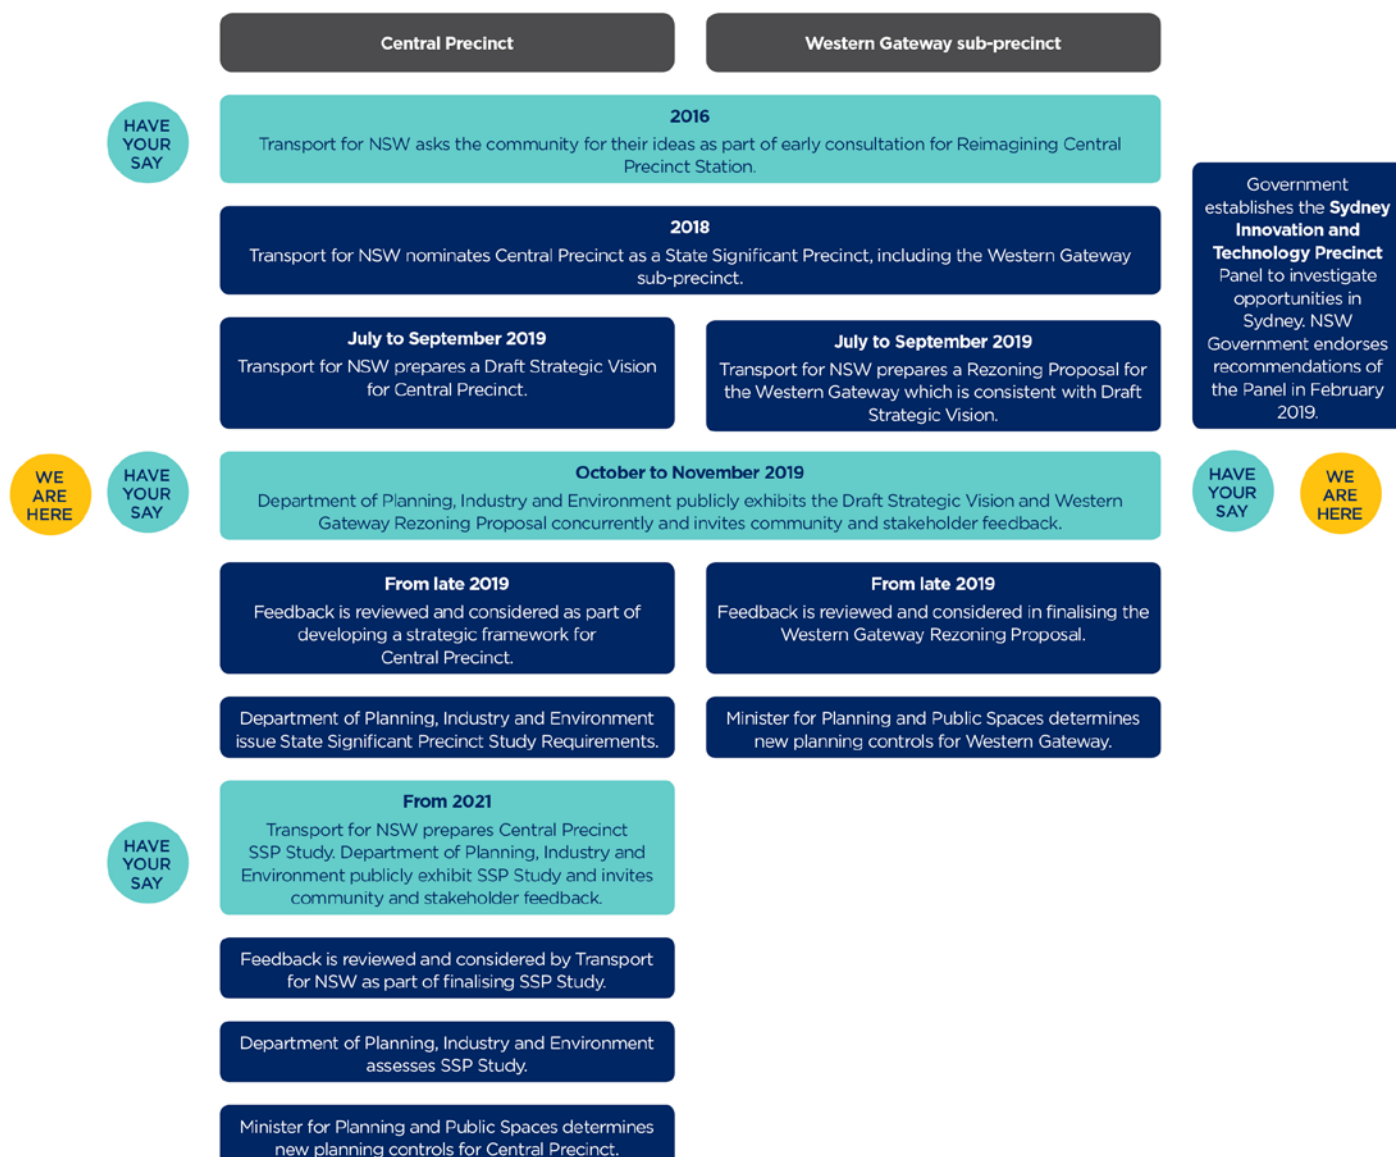 Central Precinct
Western Gateway sub-precinct
HAVE
YOUR
SAY
2016
Transport for NSW asks the community for their ideas as part of early consultation for Reimagining Central
Precinct Station.
2018
Transport for NSW nominates Central Precinct as a State Significant Precinct, including the Western Gateway
sub-precinct.
Government
establishes the Sydney
Innovation and
Technology Precinct
Panel to investigate
opportunities in
Sydney. NSW
Government endorses
recommendations of
the Panel in February
2019.
July to September 2019
Transport for NSW prepares a Draft Strategic Vision
for Central Precinct.
July to September 2019
Transport for NSW prepares a Rezoning Proposal for
the Western Gateway which is consistent with Draft
Strategic Vision.
WE
ARE
HERE
HAVE
YOUR
SAY
October to November 2019
Department of Planning, Industry and Environment publicly exhibits the Draft Strategic Vision and Western
Gateway Rezoning Proposal concurrently and invites community and stakeholder feedback.
HAVE
YOUR
SAY
WE
ARE
HERE
From late 2019
Feedback is reviewed and considered as part of
developing a strategic framework for
Central Precinct.
From late 2019
Feedback is reviewed and considered in finalising the
Western Gateway Rezoning Proposal.
Department of Planning, Industry and Environment
issue State Significant Precinct Study Requirements.
Minister for Planning and Public Spaces determines
new planning controls for Western Gateway.
HAVE
YOUR
SAY
From 2021
Transport for NSW prepares Central Precinct
SSP Study. Department of Planning, Industry and
Environment publicly exhibit SSP Study and invites
community and stakeholder feedback.
Feedback is reviewed and considered by Transport
for NSW as part of finalising SSP Study.
Department of Planning, Industry and Environment
assesses SSP Study.
Minister for Planning and Public Spaces determines
new planning controls for Central Precinct.